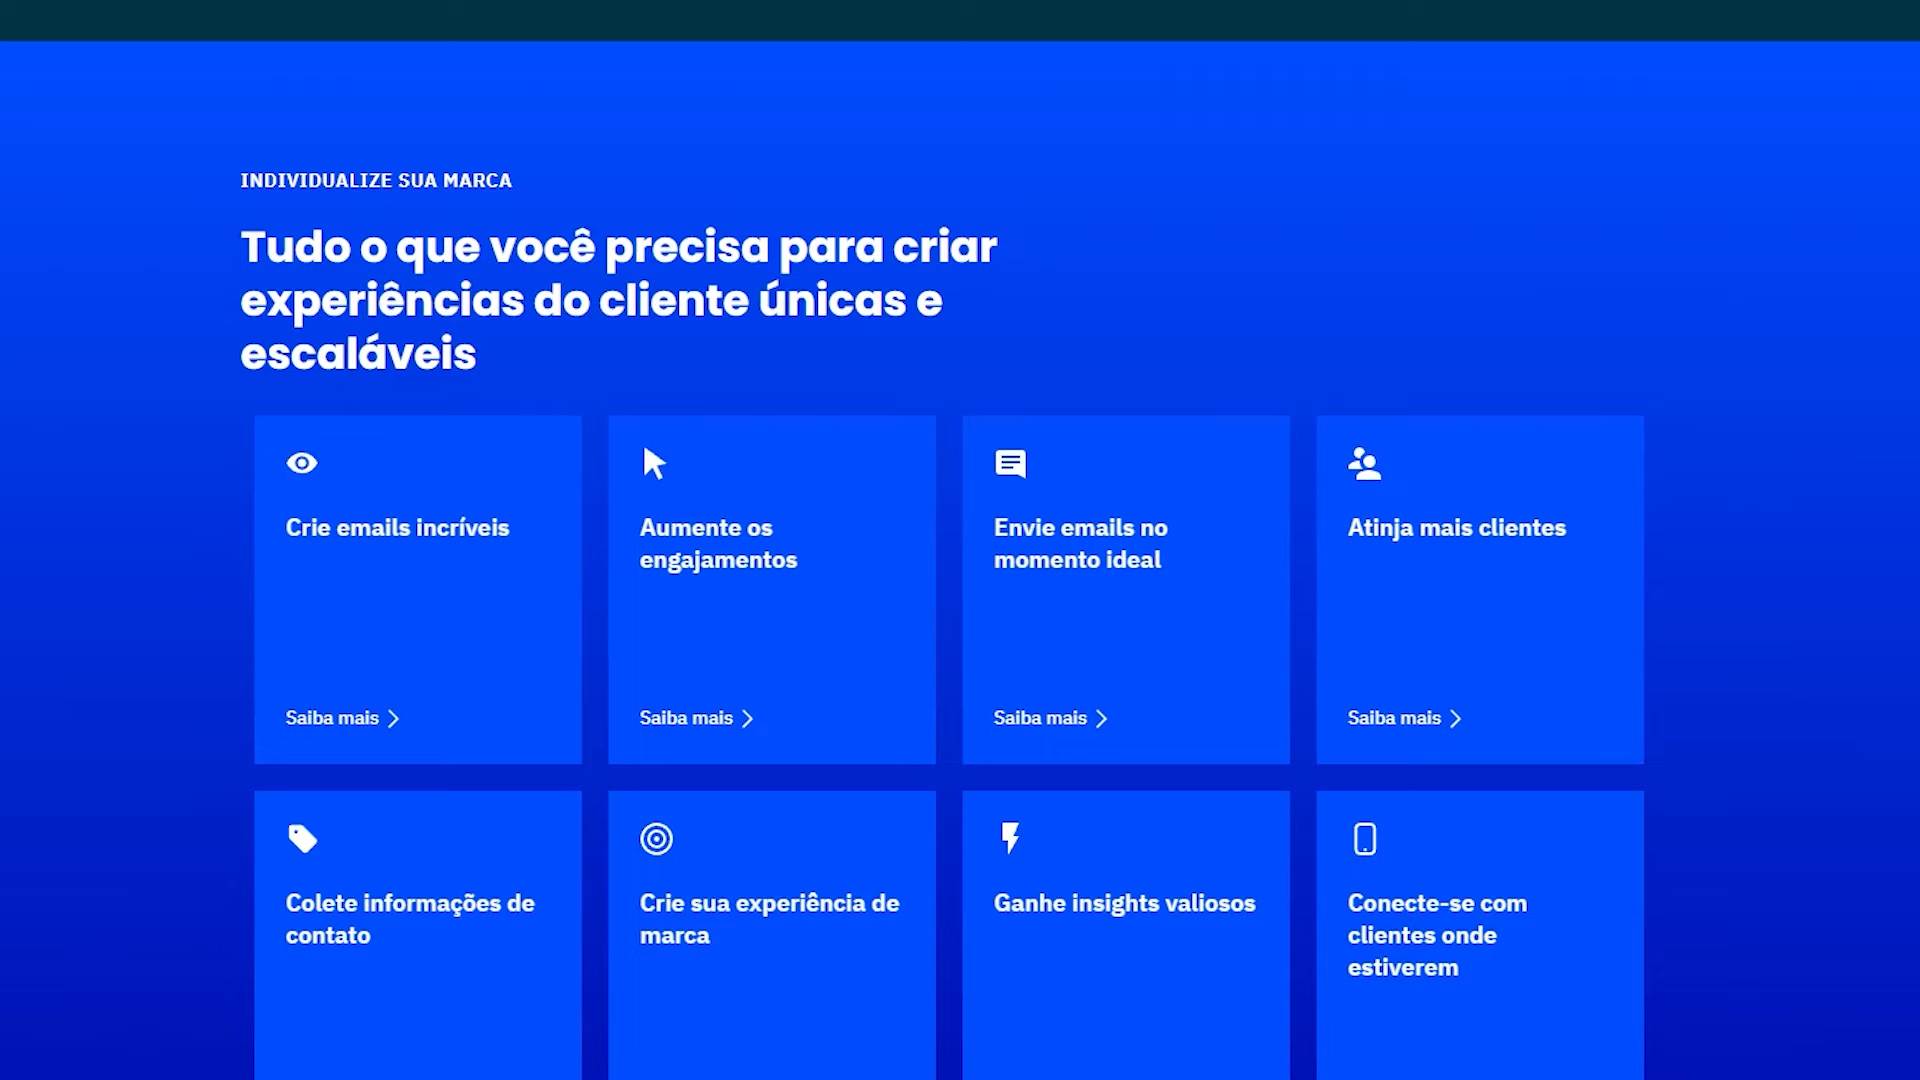 INDIVIDUALIZE SUA MARCA
Tudo o que você precisa para criar
experiências do cliente únicas e
escaláveis
Crie emails incríveis
Saiba mais
Aumente os
engajamentos
Saiba mais
Envie emails no
momento ideal
Saiba mais
Atinja mais clientes
Saiba mais
Colete informações de
contato
Crie sua experiência de
marca
Ganhe insights valiosos
Conecte-se com
clientes onde
estiverem